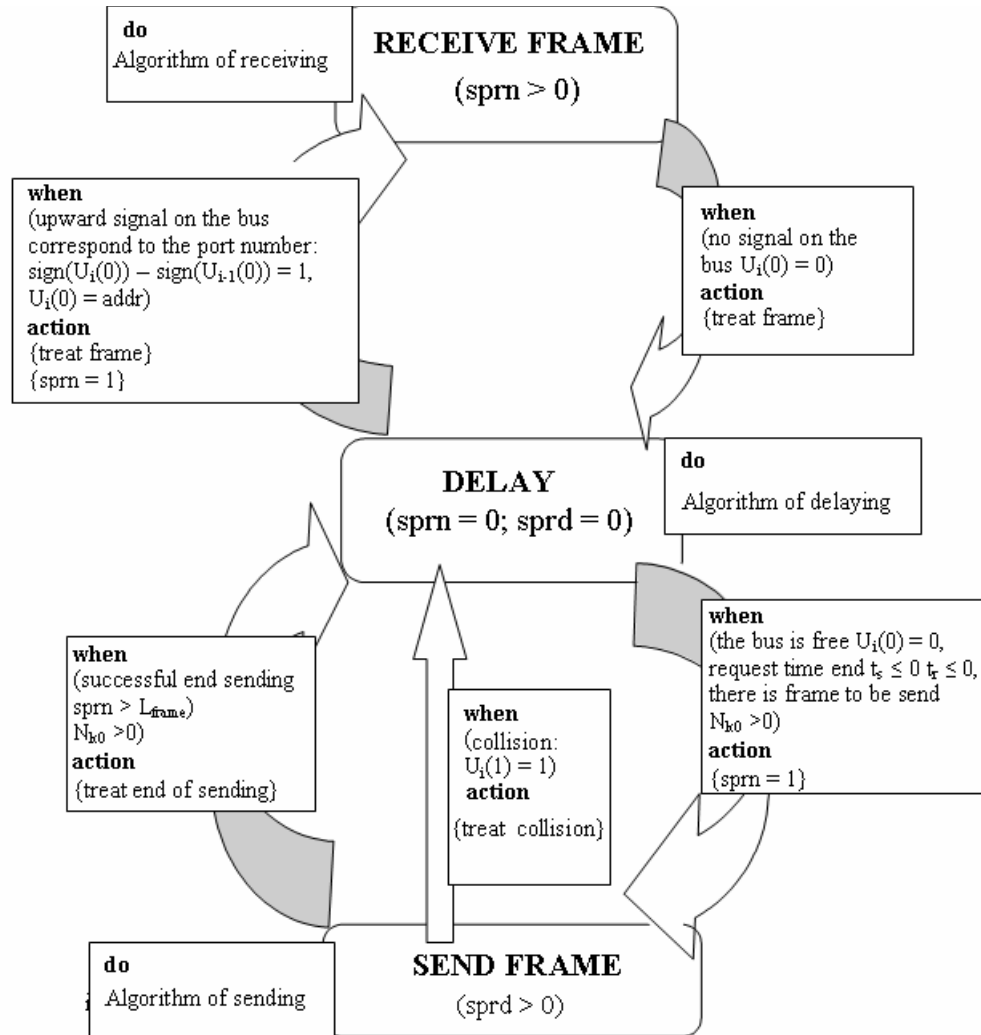 do
Algorithm of receiving
RECEIVE FRAME
(sprn > 0)
when
(upward signal on the bus
correspond to the port number:
sign(Uᵢ(0)) – sign(Uᵢ₋₁(0)) = 1,
Uᵢ(0) = addr)
action
{treat frame}
{sprn = 1}
when
(no signal on the
bus Uᵢ(0) = 0)
action
{treat frame}
DELAY
(sprn = 0; sprd = 0)
do
Algorithm of delaying
when
(successful end sending
sprn > L_frame)
N_k0 >0)
action
{treat end of sending}
when
(collision:
Uᵢ(1) = 1)
action
{treat collision}
when
(the bus is free Uᵢ(0) = 0,
request time end tₛ ≤ 0 tᵣ ≤ 0,
there is frame to be send
N_k0 >0)
action
{sprn = 1}
do
Algorithm of sending
SEND FRAME
(sprd > 0)